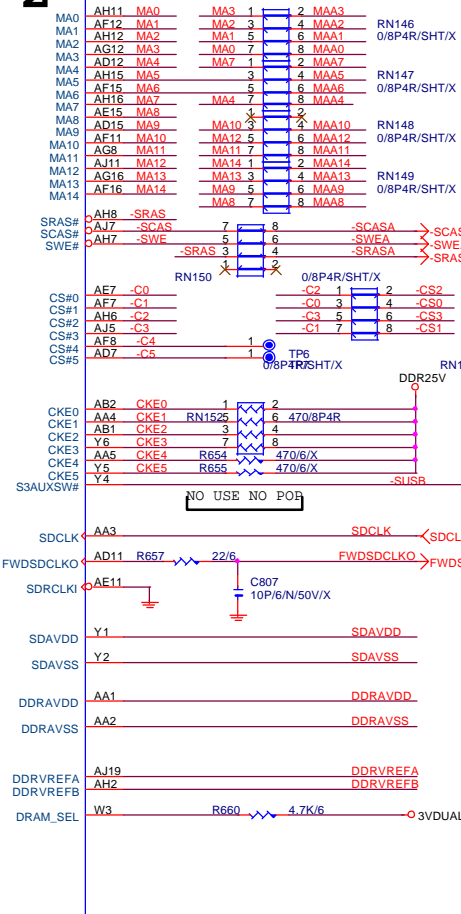 2
MA0 AH11 MA0 MA3 1 2 MAA3
MA1 AF12 MA1 MA2 3 4 MAA2 RN146
MA2 AH12 MA2 MA1 5 6 MAA1 0/8P4R/SHT/X
MA3 AG12 MA3 MA0 7 8 MAA0
MA4 AD12 MA4 MA7 1 2 MAA7
MA5 AH15 MA5 3 4 MAA5 RN147
MA6 AF15 MA6 5 6 MAA6 0/8P4R/SHT/X
MA7 AH16 MA7 MA4 7 8 MAA4
MA8 AE15 MA8 1 2
MA9 AD15 MA9 MA10 3 4 MAA10 RN148
MA10 AF11 MA10 MA12 5 6 MAA12 0/8P4R/SHT/X
MA11 AG8 MA11 MA11 7 8 MAA11
MA12 AJ11 MA12 MA14 1 2 MAA14
MA13 AG16 MA13 MA13 3 4 MAA13 RN149
MA14 AF16 MA14 MA9 5 6 MAA9 0/8P4R/SHT/X
MA8 7 8 MAA8
SRAS# AH8 -SRAS
SCAS# AJ7 -SCAS 7 8 -SCASA -SCAS
SWE# AH7 -SWE 5 6 -SWEA -SWE
-SRAS 3 4 -SRASA -SRAS
1 2
RN150 0/8P4R/SHT/X
CS#0 AE7 -C0 -C2 1 2 -CS2
CS#1 AF7 -C1 -C0 3 4 -CS0
CS#2 AH6 -C2 -C3 5 6 -CS3
CS#3 AJ5 -C3 -C1 7 8 -CS1
CS#4 AF8 -C4 1
CS#5 AD7 -C5 1 TP6
0/8P4R/SHT/X RN1
DDR25V
CKE0 AB2 CKE0 1 2
CKE1 AA4 CKE1 RN152 5 6 470/8P4R
CKE2 AB1 CKE2 3 4
CKE3 Y6 CKE3 7 8
CKE4 AA5 CKE4 R654 470/6/X
CKE5 Y5 CKE5 R655 470/6/X
S3AUXSW# Y4 -SUSB
NO USE NO POP
SDCLK AA3 SDCLK SDCL
FWDSDCLKO AD11 R657 22/6 FWDSDCLKO FWDS
SDRCLKI AE11
C807
10P/6/N/50V/X
SDAVDD Y1 SDAVDD
SDAVSS Y2 SDAVSS
DDRAVDD AA1 DDRAVDD
DDRAVSS AA2 DDRAVSS
DDRVREFA AJ19 DDRVREFA
DDRVREFB AH2 DDRVREFB
DRAM_SEL W3 R660 4.7K/6 3VDUAL